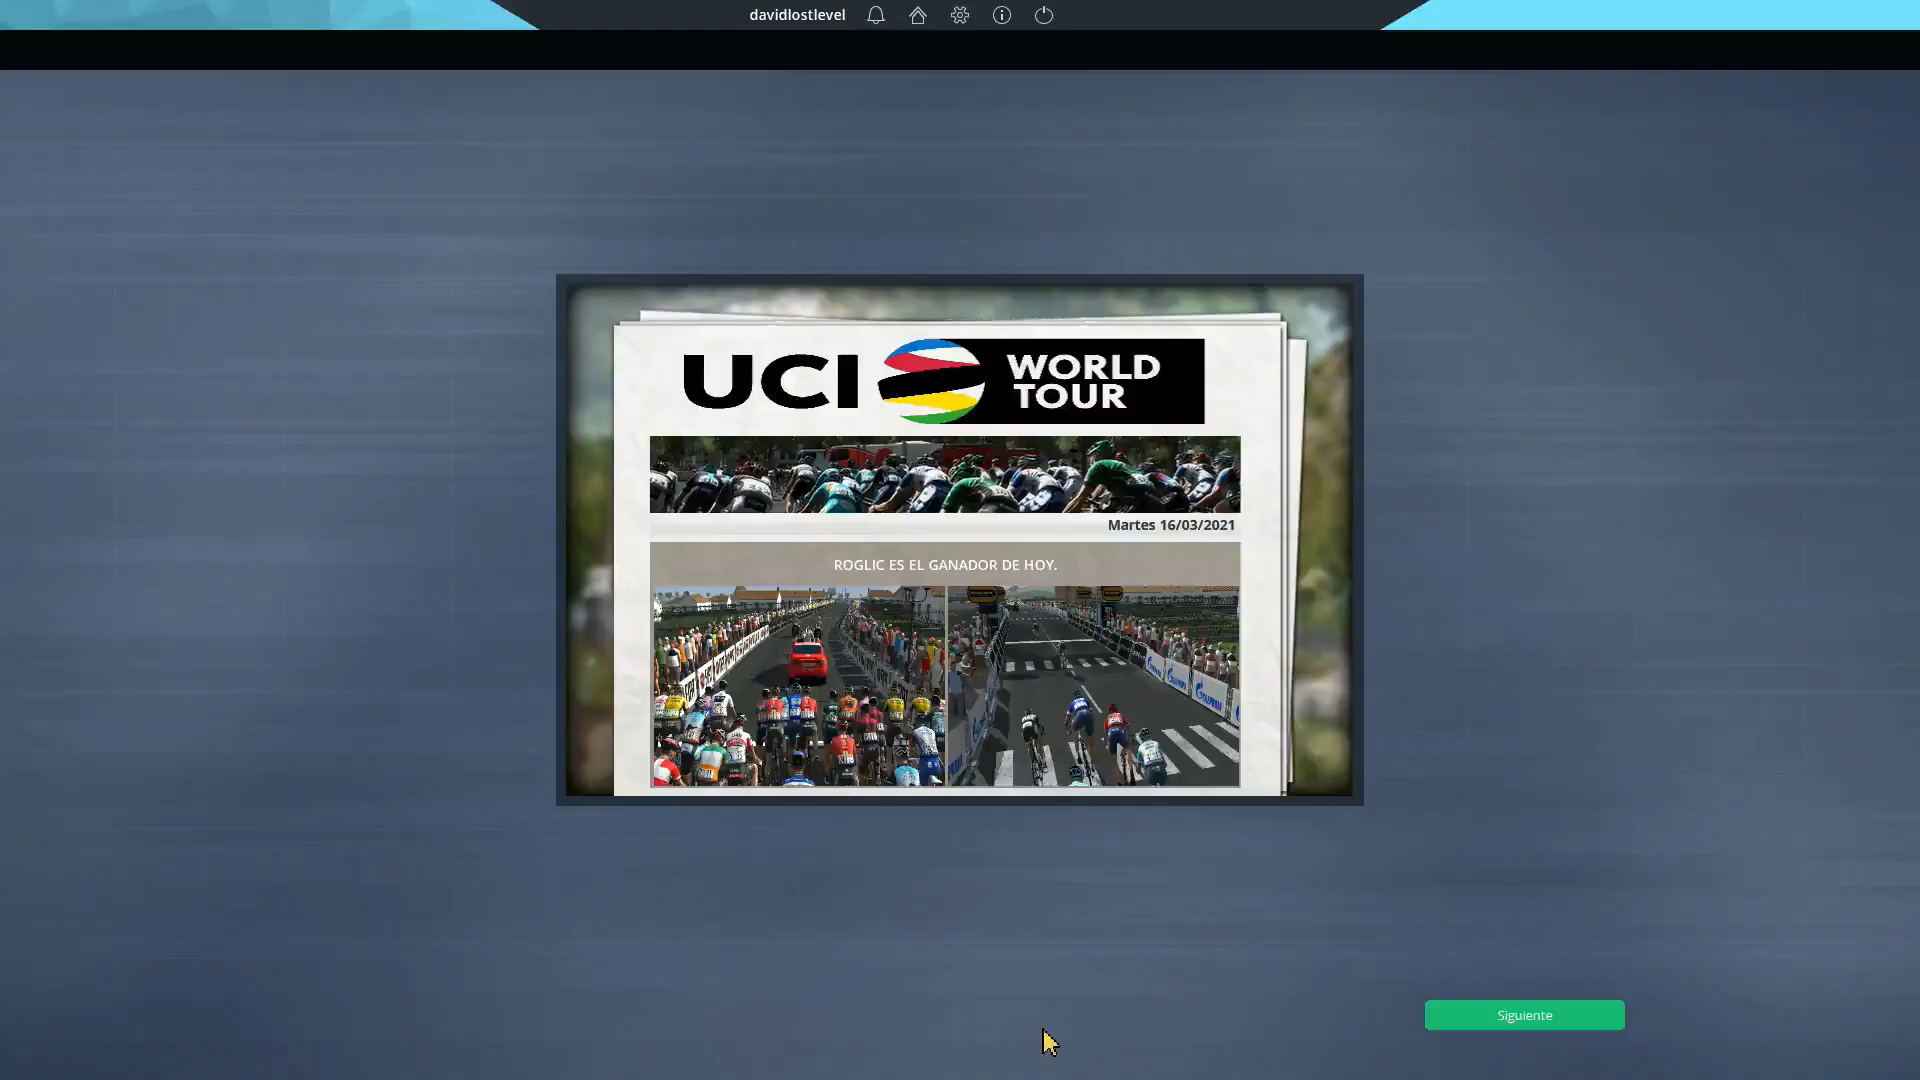 davidlostlevel
UCI WORLD
TOUR
Martes 16/03/2021
ROGLIC ES EL GANADOR DE HOY.
Siguiente